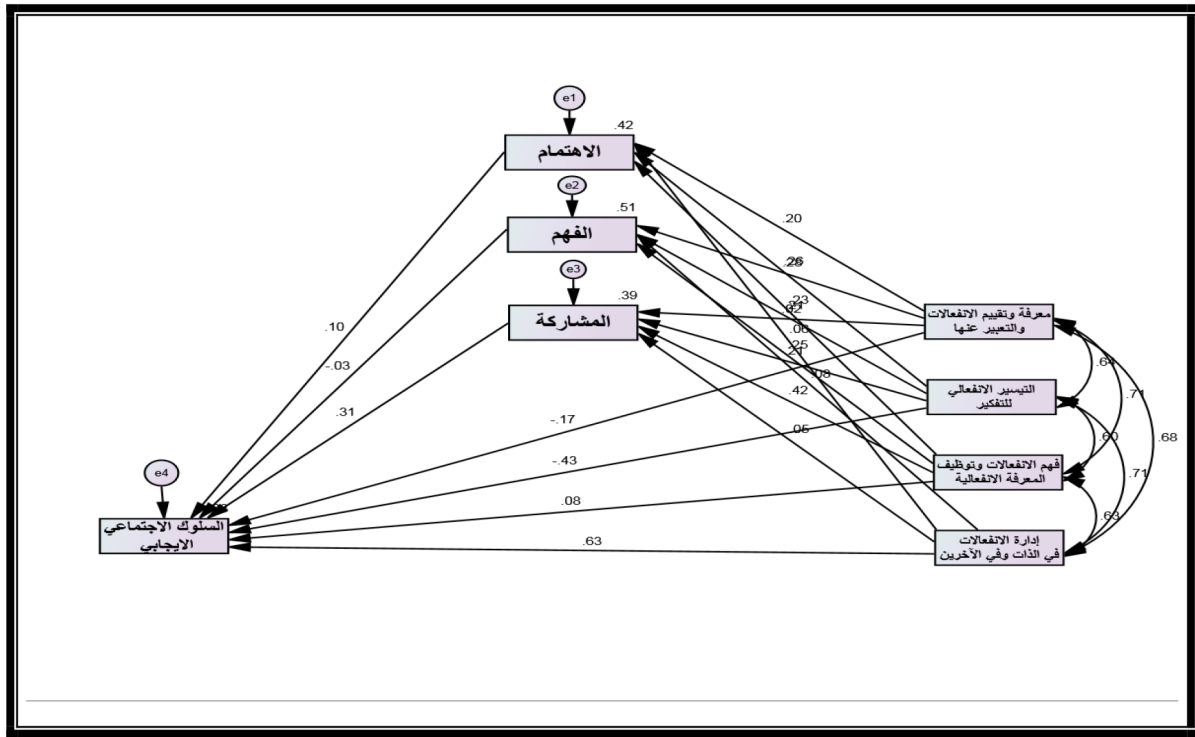 e1
.42
الاهتمام
e2
.51
الفهم
e3
.39
المشاركة
.20
.26
.23
.06
.25
.21
.08
.42
.05
.10
-.03
.31
-.17
-.43
.08
.63
e4
السلوك الاجتماعي
الايجابي
معرفة وتقييم الانفعالات
والتعبير عنها
التيسير الانفعالي
للتفكير
فهم الانفعالات وتوظيف
المعرفة الانفعالية
إدارة الانفعالات
في الذات وفي الآخرين
.64
.71
.68
.60
.71
.63